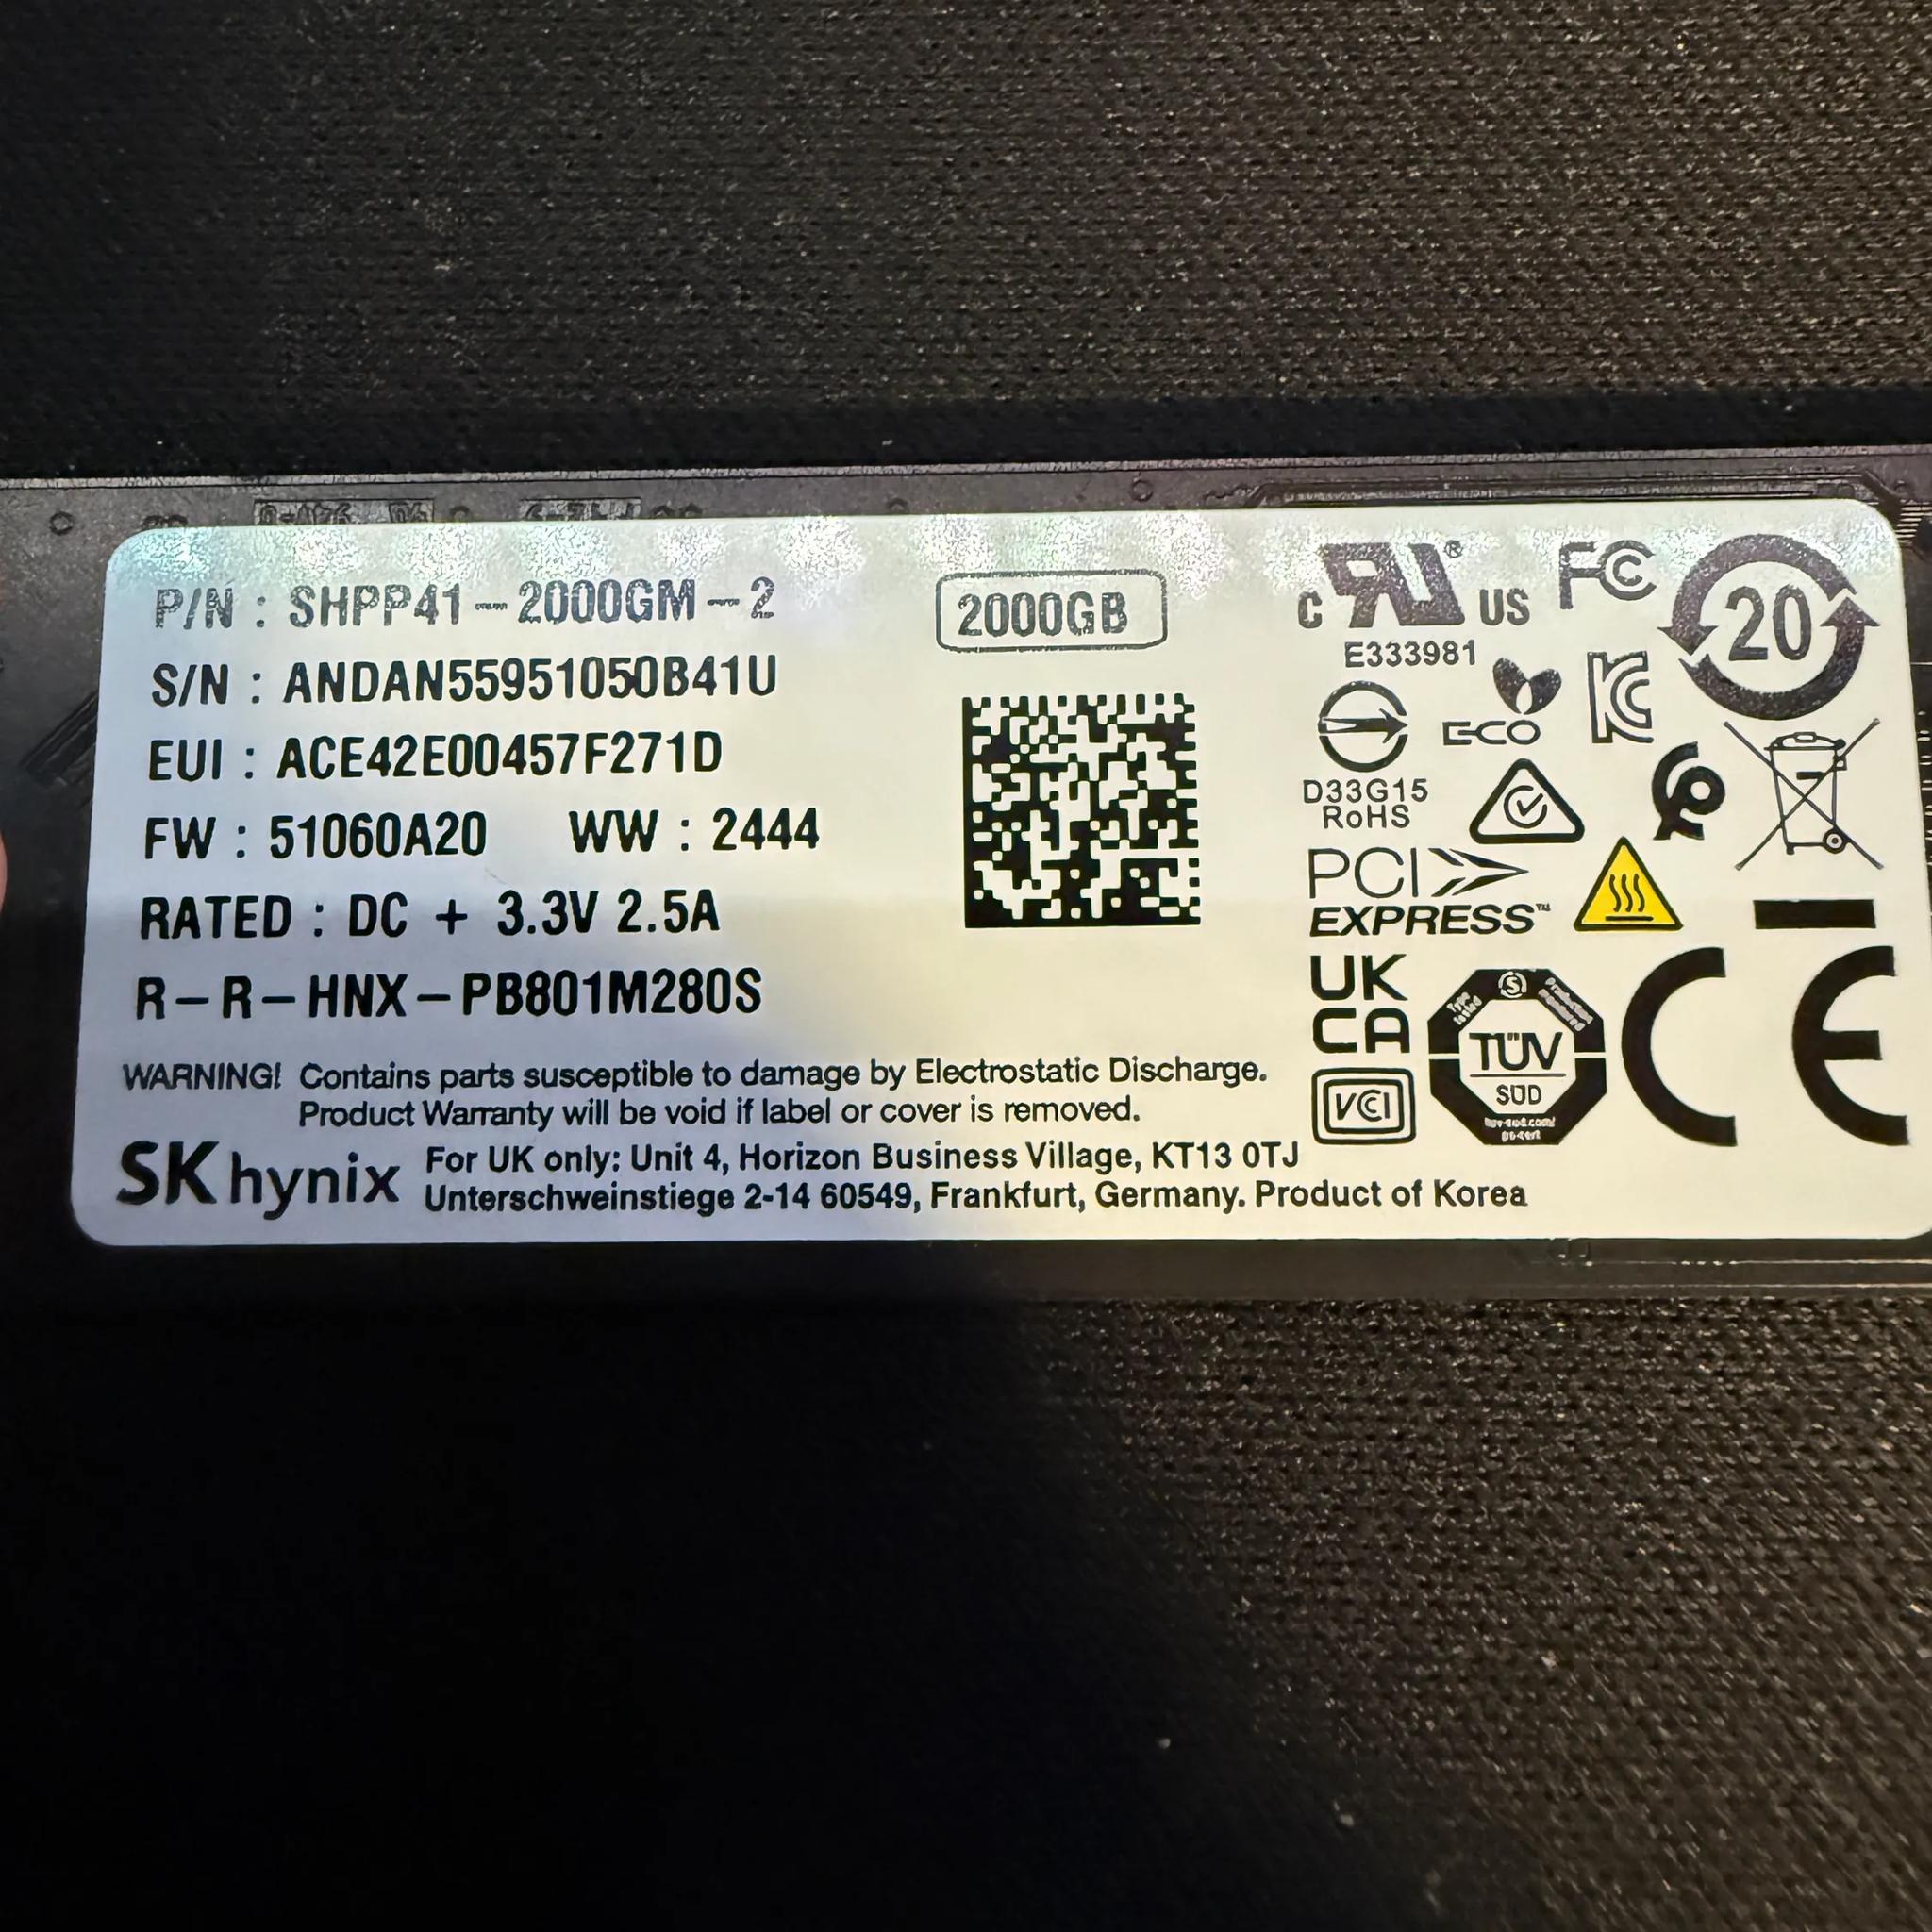 P/N : SHPP41-2000GM-2
2000GB
S/N : ANDAN55951050B41U
EUI : ACE42E00457F271D
FW : 51060A20 WW : 2444
RATED : DC + 3.3V 2.5A
R-R-HNX-PB801M280S
WARNING! Contains parts susceptible to damage by Electrostatic Discharge.
Product Warranty will be void if label or cover is removed.
SK hynix
For UK only: Unit 4, Horizon Business Village, KT13 0TJ
Unterschweinstiege 2-14 60549, Frankfurt, Germany. Product of Korea
c RU® US FC 20
E333981
ECO KC
D33G15
RoHS
PCI
EXPRESS™
UK
CA
VCI
TÜV
SÜD
CE